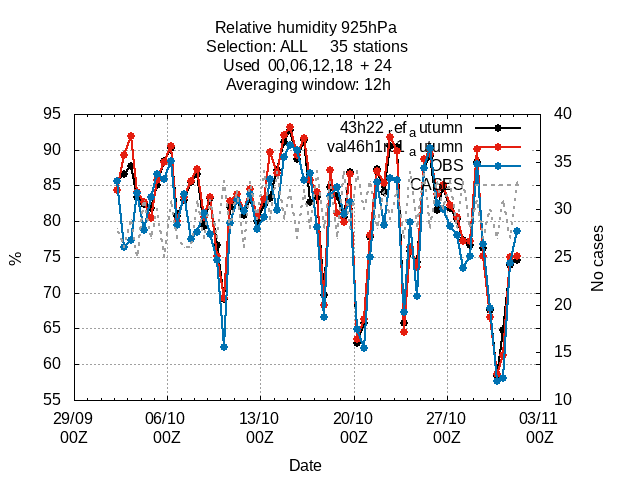 Relative humidity 925hPa
Selection: ALL 35 stations
Used 00,06,12,18 + 24
Averaging window: 12h
95
90
85
80
75
70
65
60
55
%
40
35
30
25
20
15
10
No cases
43h22_ref_autumn
OBS
CASES
29/09 00Z
06/10 00Z
13/10 00Z
20/10 00Z
27/10 00Z
03/11 00Z
Date